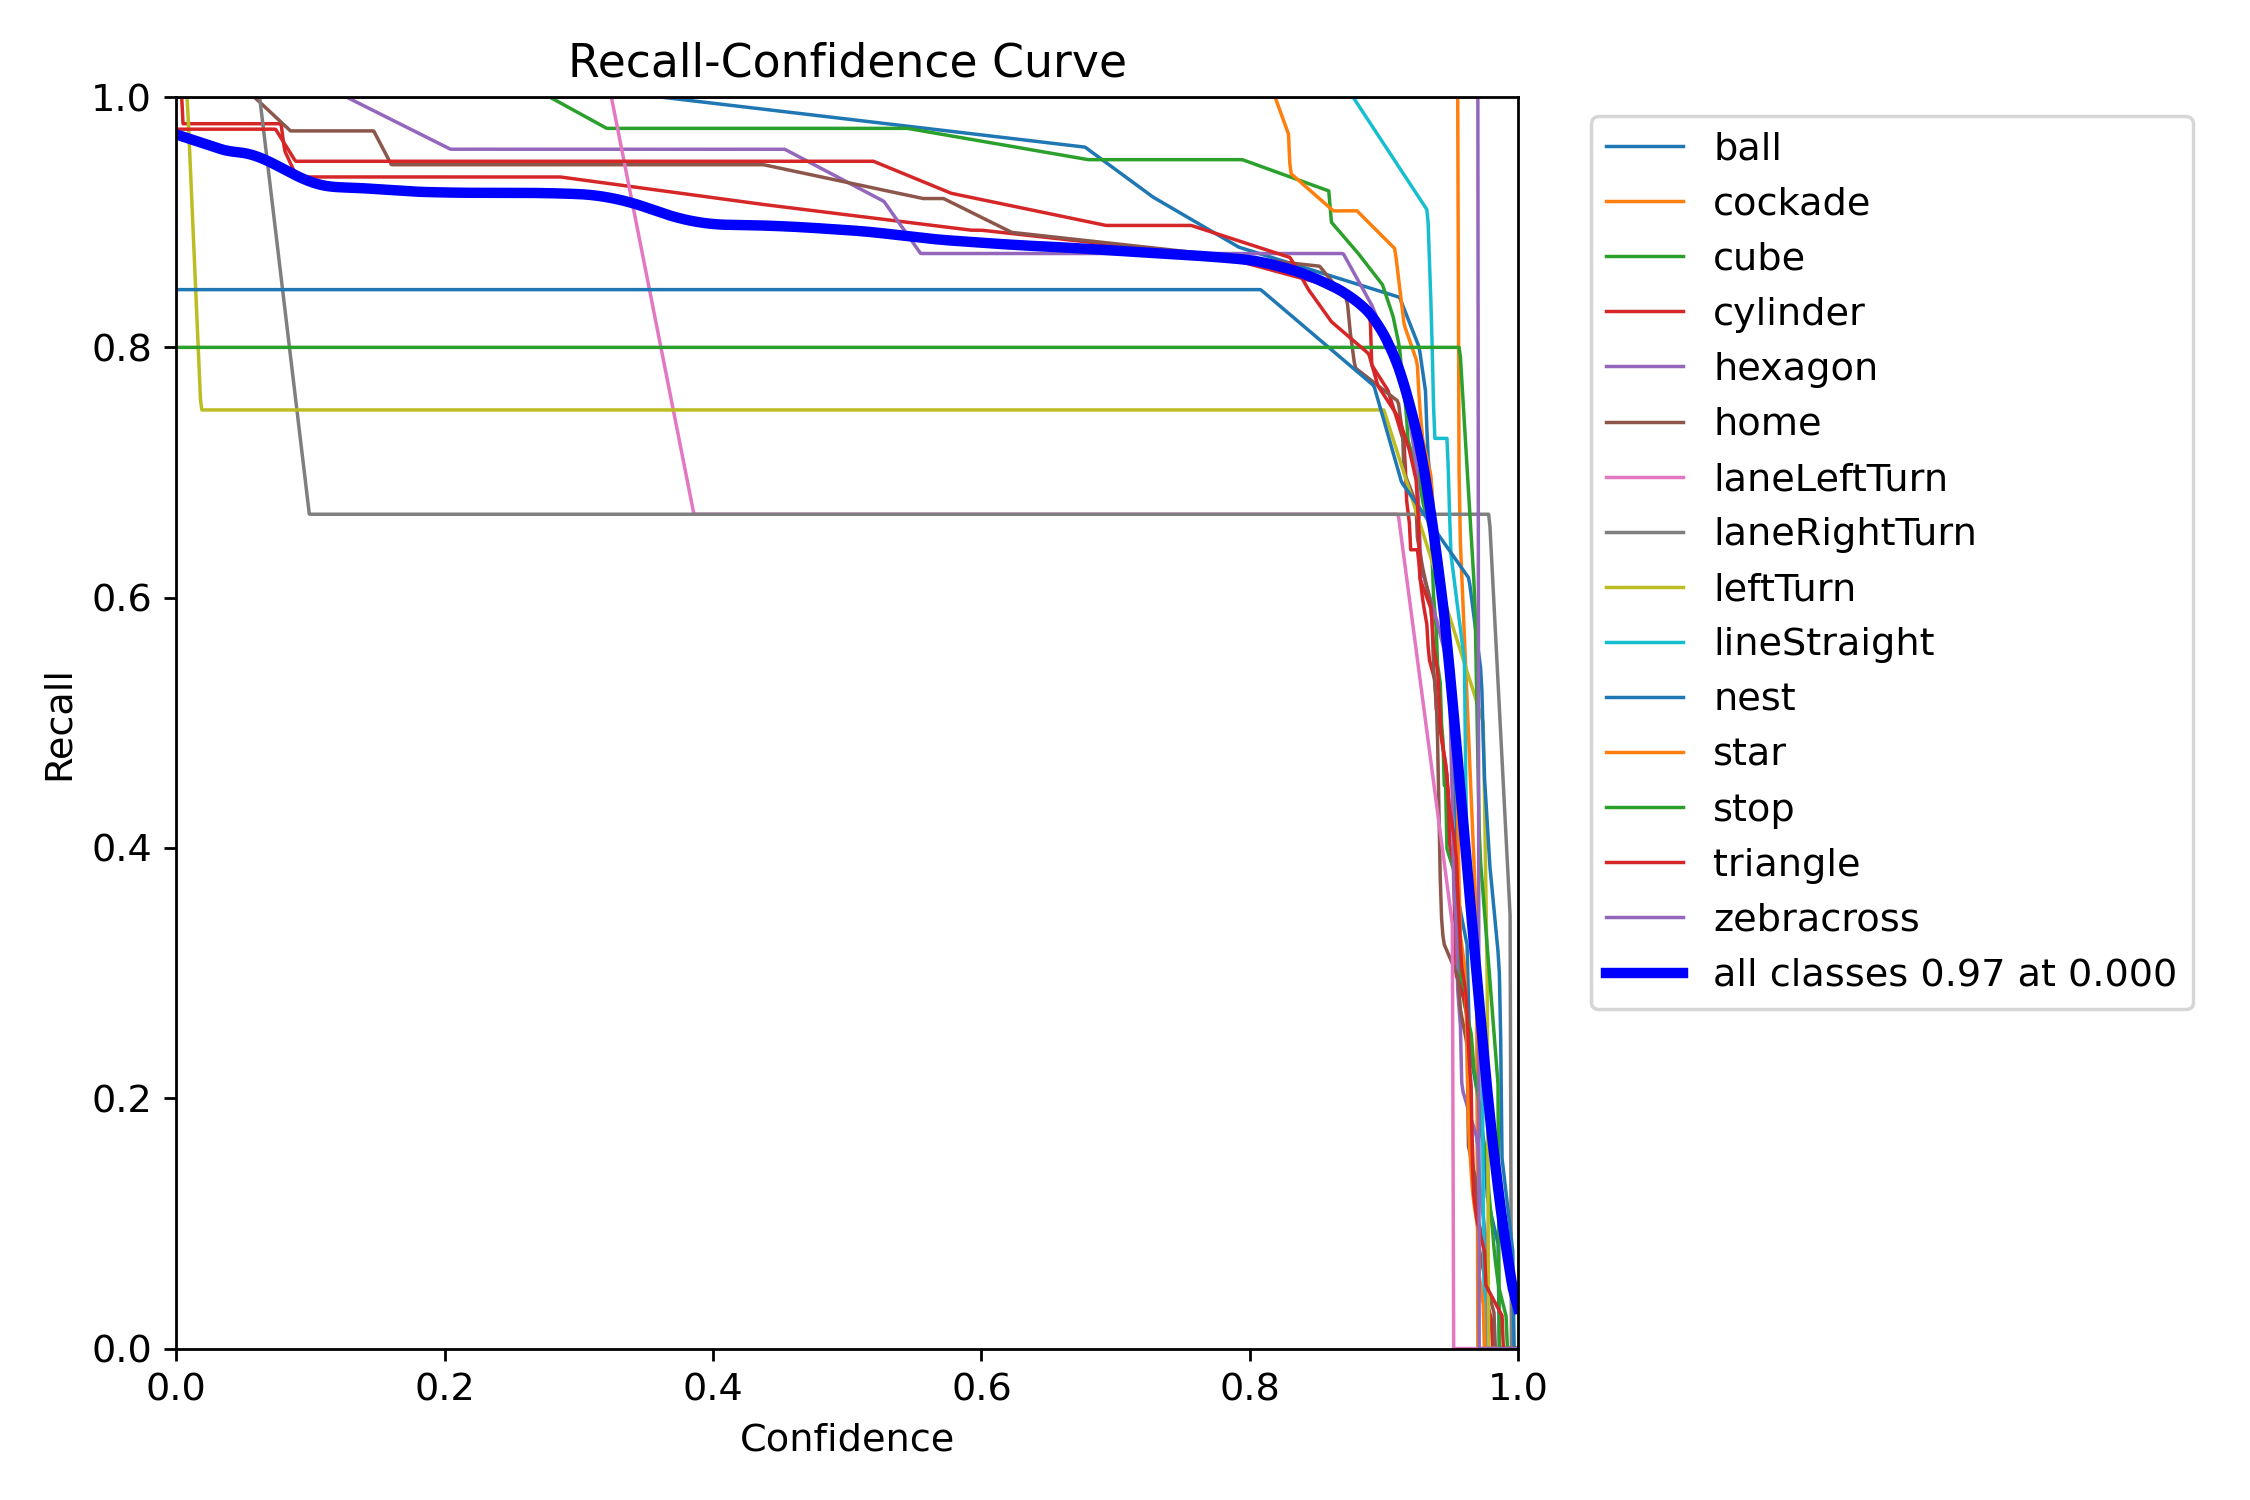 Recall-Confidence Curve
1.0
0.8
0.6
0.4
0.2
0.0
Recall
0.0 0.2 0.4 0.6 0.8 1.0
Confidence
ball
cockade
cube
cylinder
hexagon
home
laneLeftTurn
laneRightTurn
leftTurn
lineStraight
nest
star
stop
triangle
zebracross
all classes 0.97 at 0.000